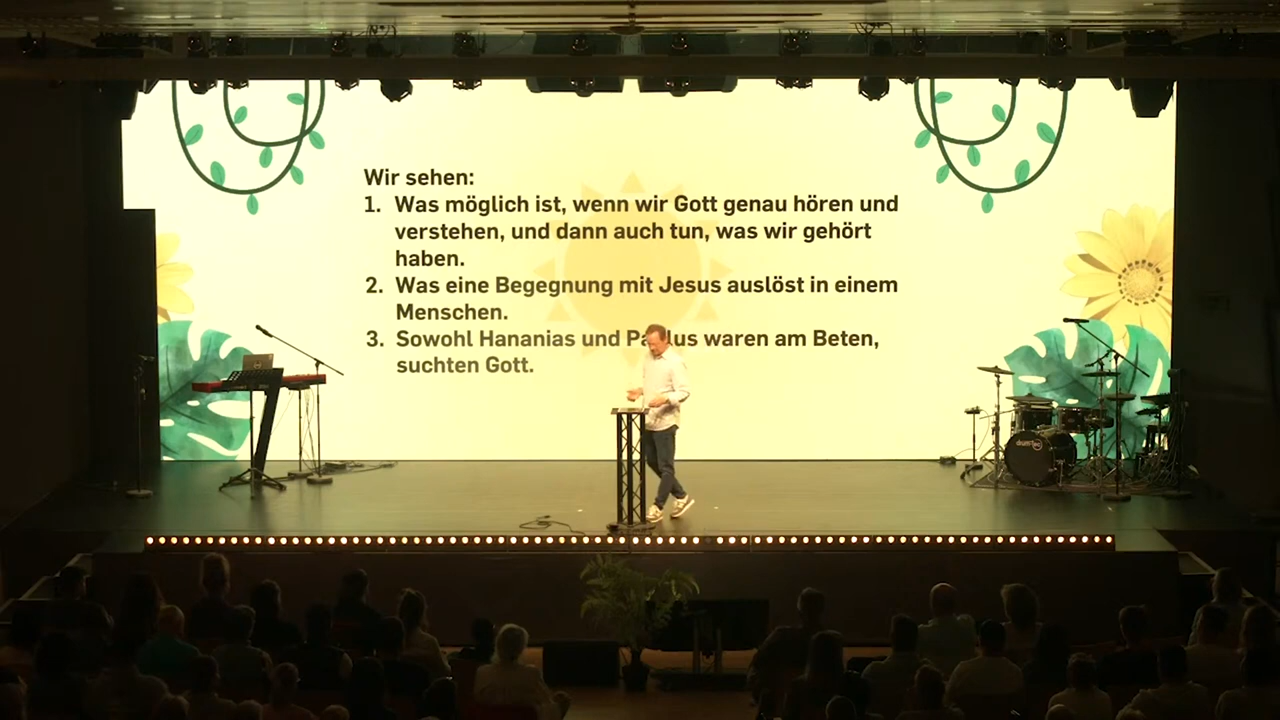 Wir sehen:
1. Was möglich ist, wenn wir Gott genau hören und
verstehen, und dann auch tun, was wir gehört
haben.
2. Was eine Begegnung mit Jesus auslöst in einem
Menschen.
3. Sowohl Hananias und waren am Beten,
suchten Gott.